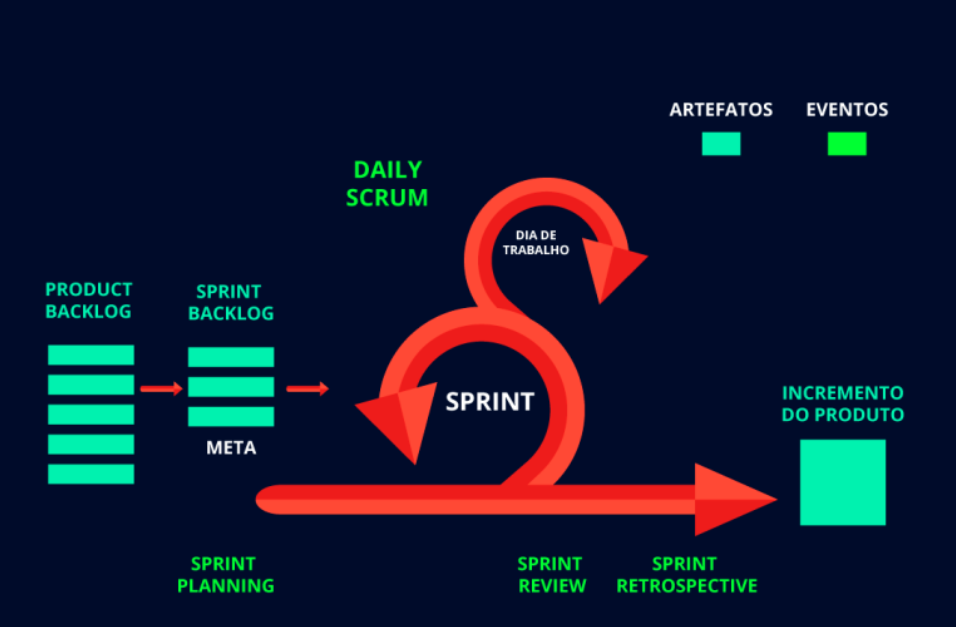 ARTEFATOS
EVENTOS
DAILY
SCRUM
DIA DE
TRABALHO
PRODUCT
BACKLOG
SPRINT
BACKLOG
META
SPRINT
INCREMENTO
DO PRODUTO
SPRINT
PLANNING
SPRINT
REVIEW
SPRINT
RETROSPECTIVE